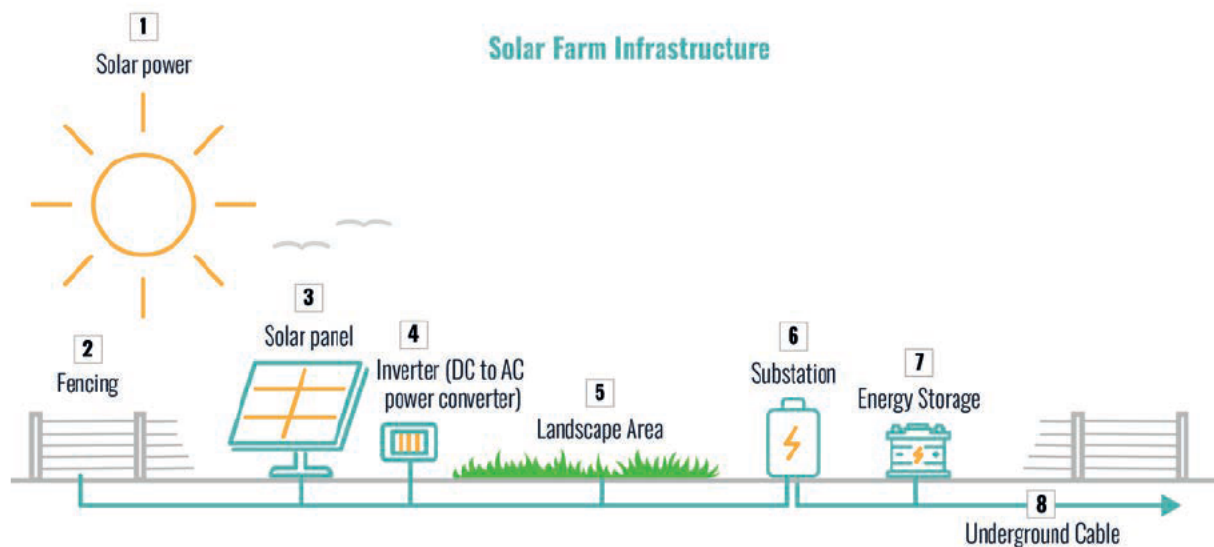 Solar Farm Infrastructure
1
Solar power
2
Fencing
3
Solar panel
4
Inverter (DC to AC
power converter)
5
Landscape Area
6
Substation
7
Energy Storage
8
Underground Cable